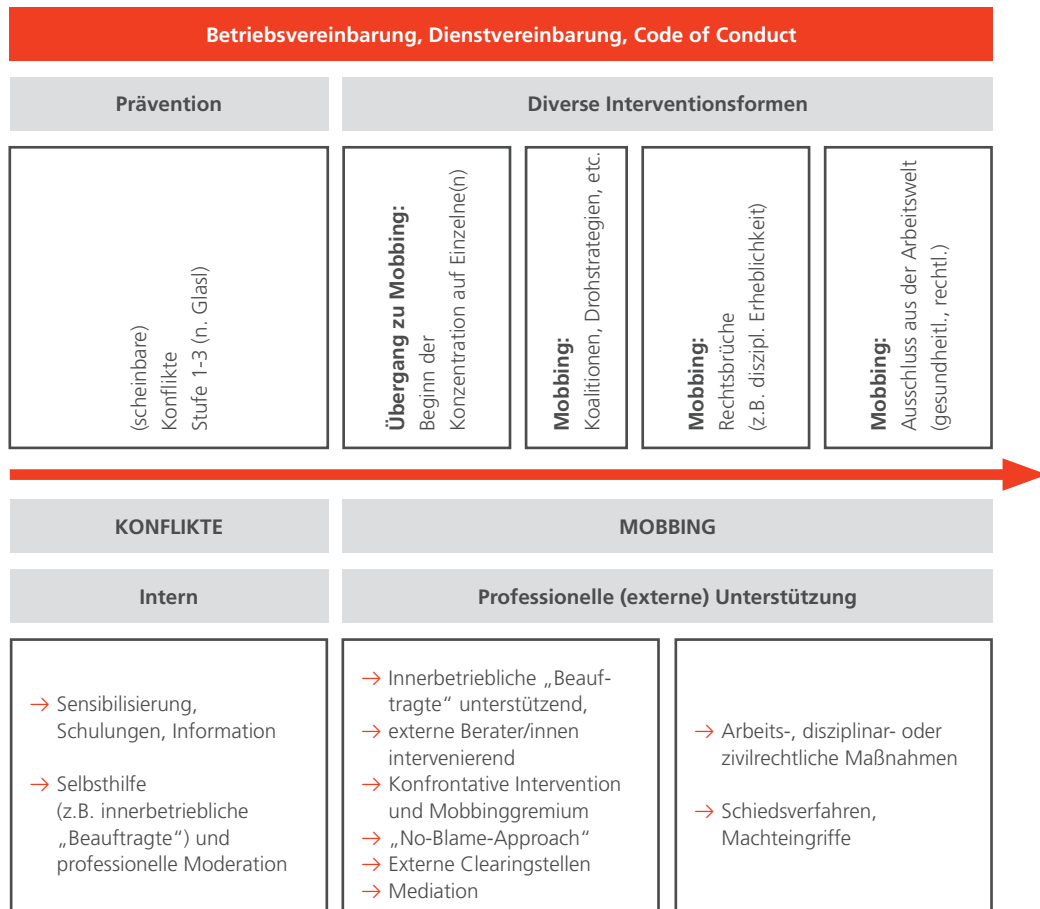 Betriebsvereinbarung, Dienstvereinbarung, Code of Conduct
Prävention
Diverse Interventionsformen
(scheinbare)
Konflikte
Stufe 1-3 (n. Glasl)
Übergang zu Mobbing:
Beginn der
Konzentration auf Einzelne(n)
Mobbing:
Koalitionen, Drohstrategien, etc.
Mobbing:
Rechtsbrüche
(z.B. diszipl. Erheblichkeit)
Mobbing:
Ausschluss aus der Arbeitswelt
(gesundheitl., rechtl.)
KONFLIKTE
MOBBING
Intern
Professionelle (externe) Unterstützung
→ Sensibilisierung,
Schulungen, Information
→ Selbsthilfe
(z.B. innerbetriebliche
„Beauftragte“) und
professionelle Moderation
→ Innerbetriebliche „Beauf-
tragte“ unterstützend,
→ externe Berater/innen
intervenierend
→ Konfrontative Intervention
und Mobbinggremium
→ „No-Blame-Approach“
→ Externe Clearingstellen
→ Mediation
→ Arbeits-, disziplinar- oder
zivilrechtliche Maßnahmen
→ Schiedsverfahren,
Machteingriffe